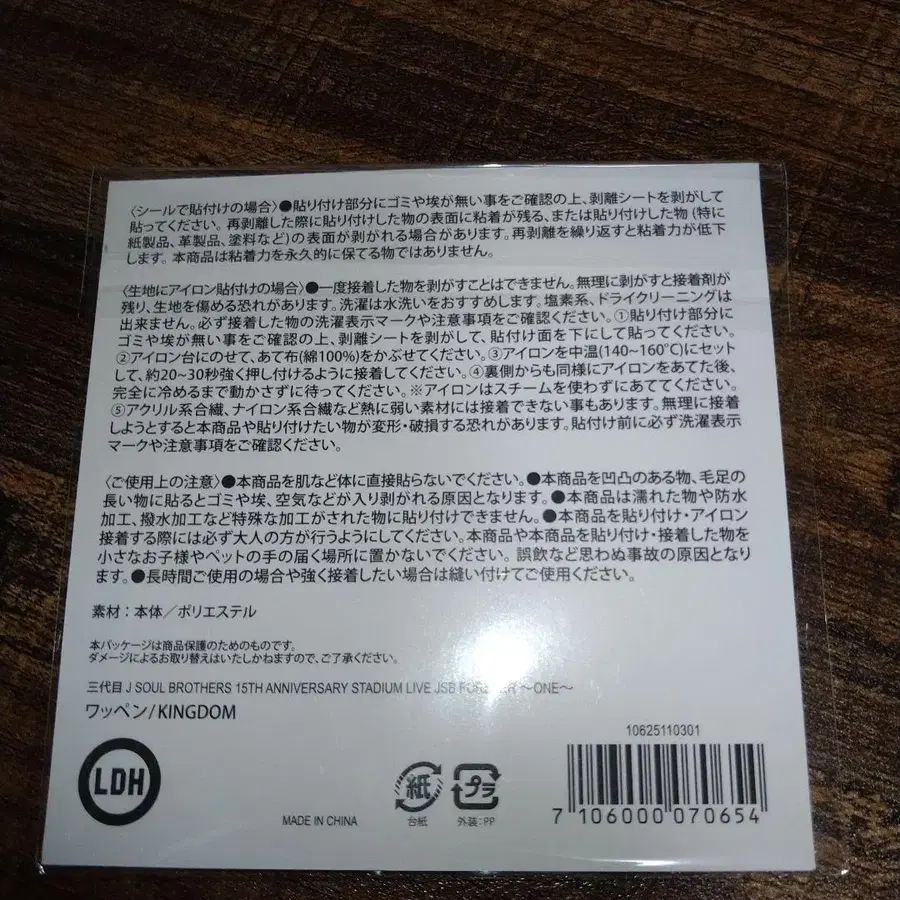 〈シールで貼付けの場合〉●貼り付け部分にゴミや埃が無い事をご確認の上、剥離シートを剥がして
貼ってください。再剥離した際に貼り付けした物の表面に粘着が残る、または貼り付けした物 (特に
紙製品、革製品、塗料など)の表面が剥がれる場合があります。再剥離を繰り返すと粘着力が低下
します。本商品は粘着力を永久的に保てる物ではありません。
〈生地にアイロン貼付けの場合〉●一度接着した物を剥がすことはできません。無理に剥がすと接着剤が
残り、生地を傷める恐れがあります。洗濯は水洗いをおすすめします。塩素系、ドライクリーニングは
出来ません。必ず接着した物の洗濯表示マークや注意事項をご確認ください。①貼り付け部分に
ゴミや埃が無い事をご確認の上、剥離シートを剥がして、貼付け面を下にして貼ってください。
②アイロン台にのせて、あて布(綿100%)をかぶせてください。③アイロンを中温(140~160℃)にセット
して、約20~30秒強く押し付けるように接着してください。④裏側からも同様にアイロンをあてた後、
完全に冷めるまで動かさずに待ってください。※アイロンはスチームを使わずにあててください。
⑤アクリル系合繊、ナイロン系合繊など熱に弱い素材には接着できない事もあります。無理に接着
しようとすると本商品や貼り付けたい物が変形・破損する恐れがあります。貼付け前に必ず洗濯表示
マークや注意事項をご確認ください。
〈ご使用上の注意〉●本商品を肌など体に直接貼らないでください。●本商品を凹凸のある物、毛足の
長い物に貼るとゴミや埃、空気などが入り剥がれる原因となります。●本商品は濡れた物や防水
加工、撥水加工など特殊な加工がされた物に貼り付けできません。●本商品を貼り付け・アイロン
接着する際には必ず大人の方が行うようにしてください。本商品や本商品を貼り付け・接着した物を
小さなお子様やペットの手の届く場所に置かないでください。誤飲など思わぬ事故の原因となりま
す。●長時間ご使用の場合や強く接着したい場合は縫い付けてご使用ください。
素材：本体／ポリエステル
本パッケージは商品保護のためのものです。
ダメージによるお取り替えはいたしかねますので、ご了承ください。
三代目 J SOUL BROTHERS 15TH ANNIVERSARY STADIUM LIVE JSB FOREVER ～ONE～
ワッペン/KINGDOM
10625110301
LDH
MADE IN CHINA
紙
台紙
プラ
外装:PP
7 106000 070654